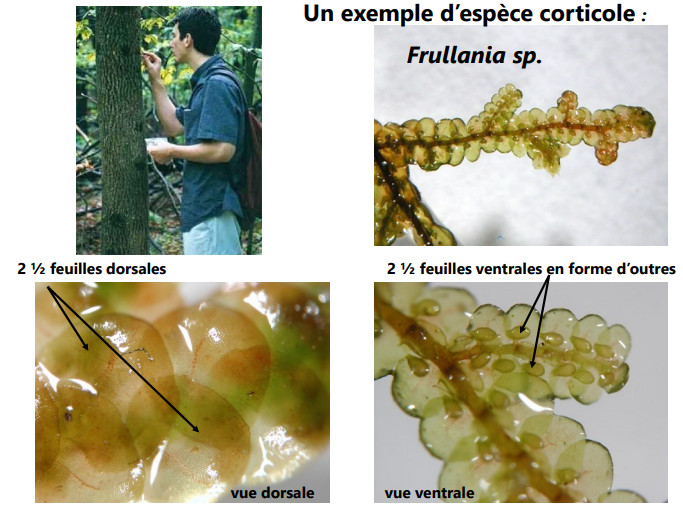 Un exemple d'espèce corticole :
Frullania sp.
2 ½ feuilles dorsales
2 ½ feuilles ventrales en forme d'outres
vue dorsale
vue ventrale